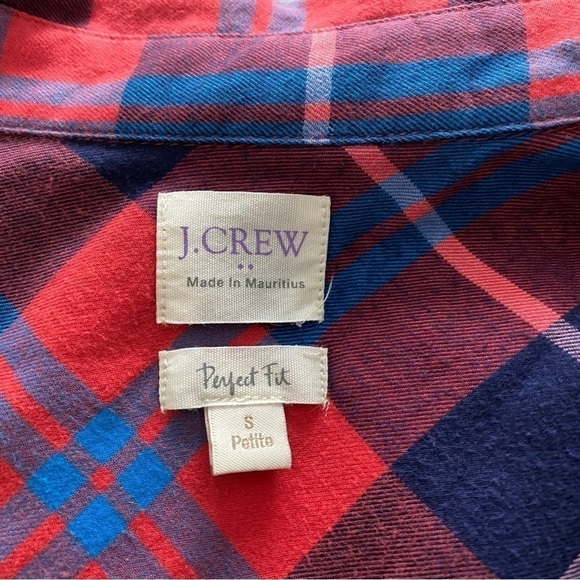 J.CREW
Made In Mauritius
Perfect Fit
S
Petite